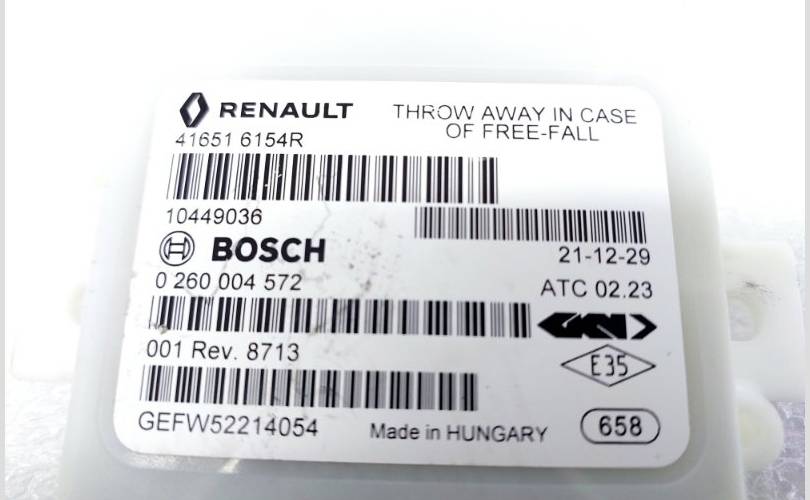 RENAULT
THROW AWAY IN CASE
OF FREE-FALL
41651 6154R
10449036
BOSCH
21-12-29
0 260 004 572
ATC 02.23
GKN
001 Rev. 8713
E35
GEFW52214054
Made in HUNGARY
658